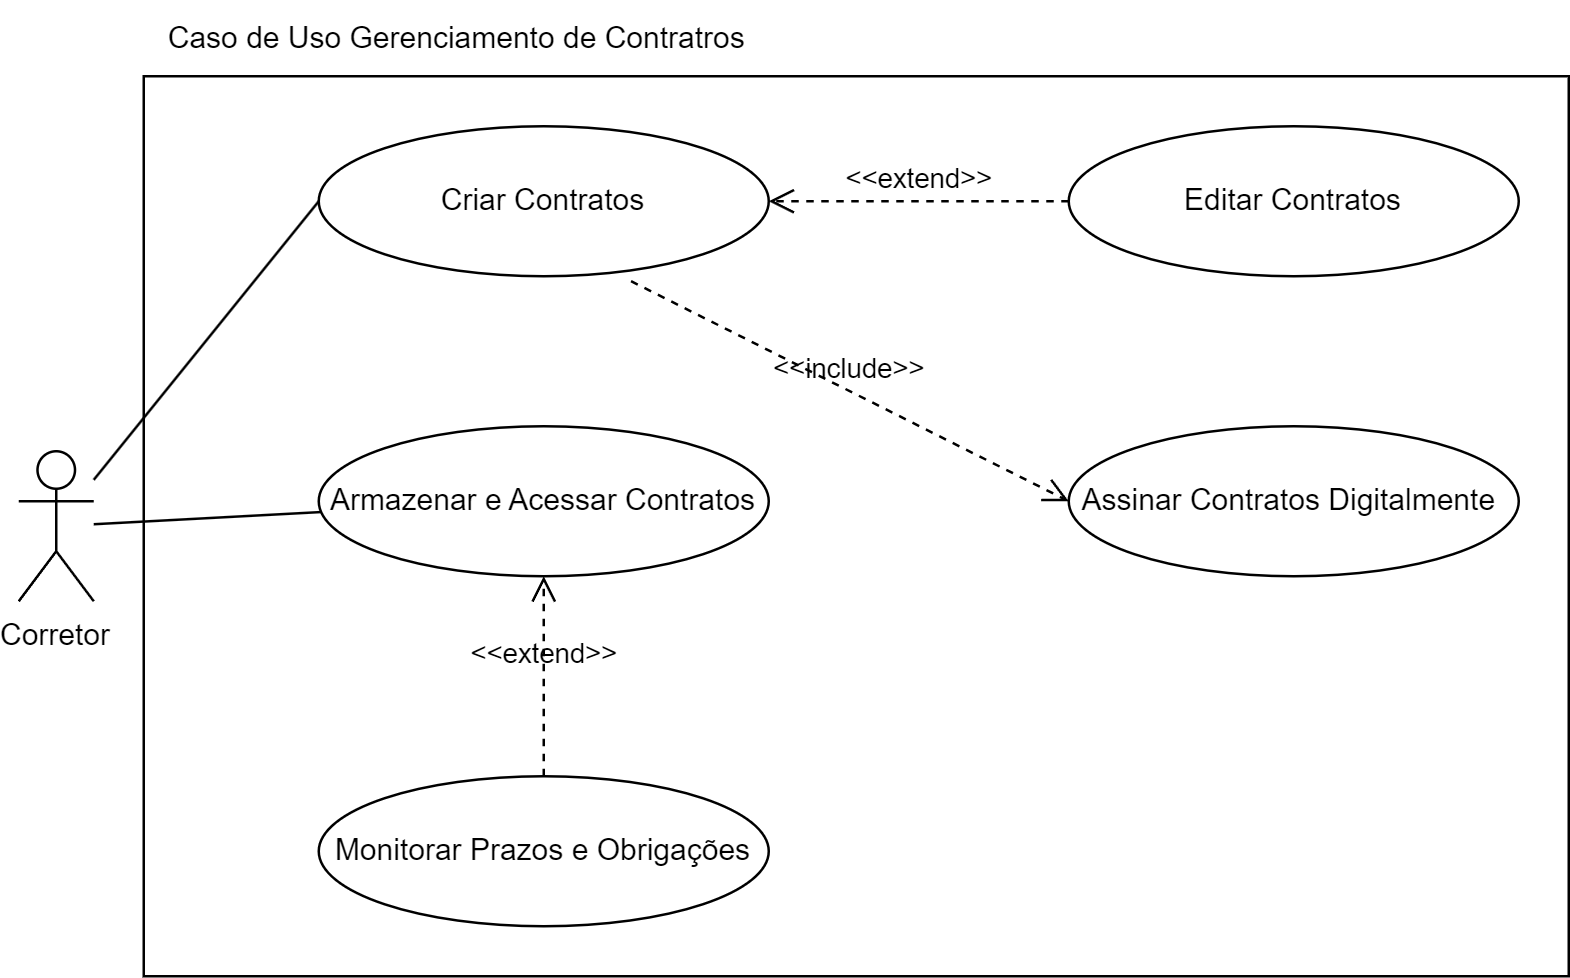 Caso de Uso Gerenciamento de Contratros
Criar Contratos
<<extend>>
Editar Contratos
<<include>>
Armazenar e Acessar Contratos
Assinar Contratos Digitalmente
Corretor
<<extend>>
Monitorar Prazos e Obrigações